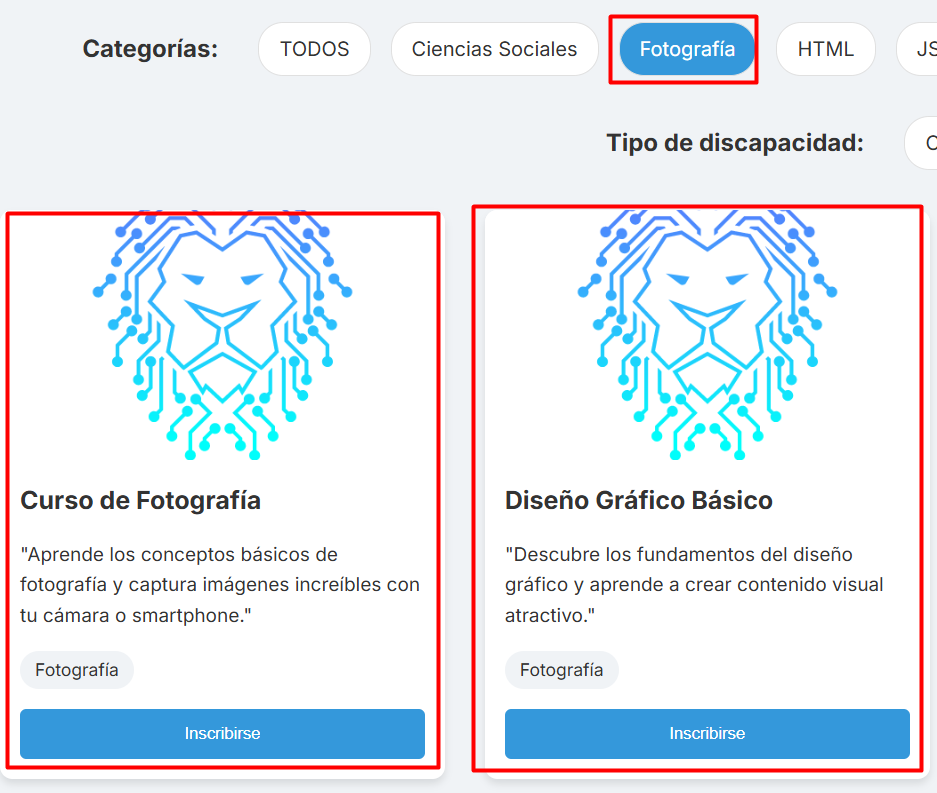 Categorías: TODOS Ciencias Sociales Fotografía HTML JS
Tipo de discapacidad:
Curso de Fotografía
"Aprende los conceptos básicos de
fotografía y captura imágenes increíbles con
tu cámara o smartphone."
Fotografía
Inscribirse
Diseño Gráfico Básico
"Descubre los fundamentos del diseño
gráfico y aprende a crear contenido visual
atractivo."
Fotografía
Inscribirse